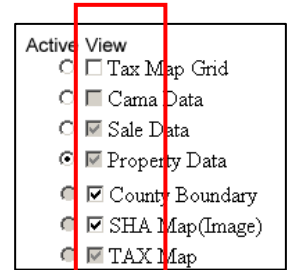 Active View
Tax Map Grid
Cama Data
Sale Data
Property Data
County Boundary
SHA Map(Image)
TAX Map